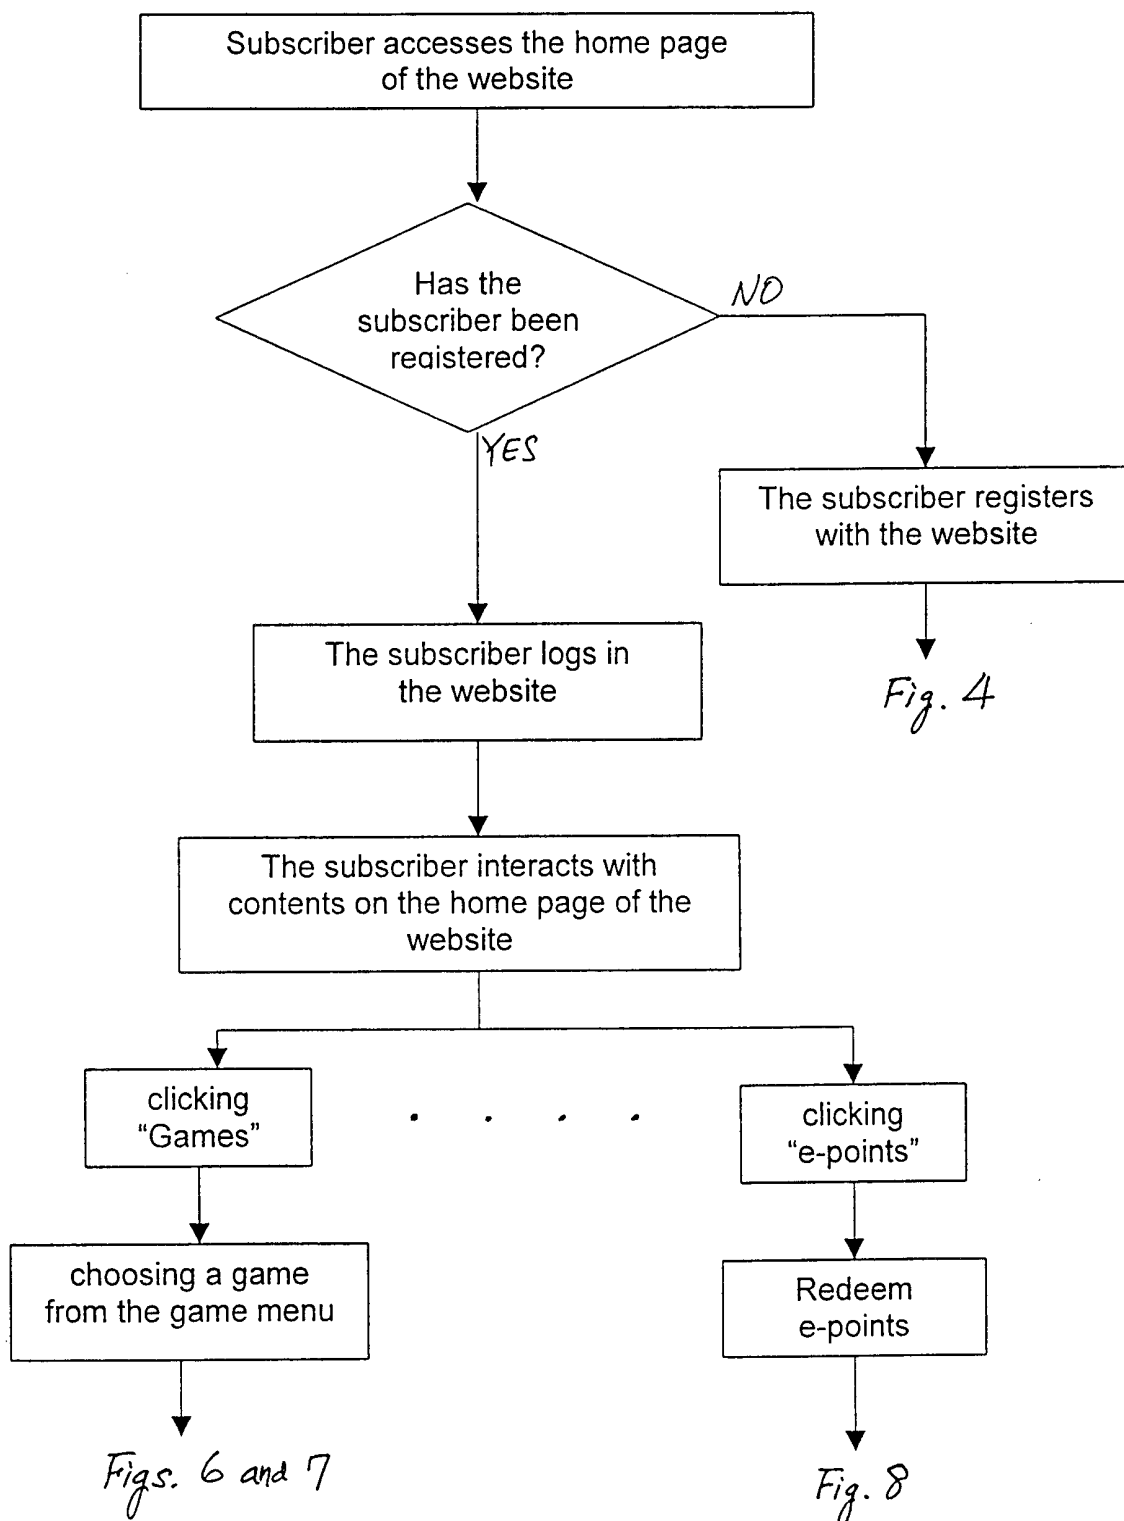 Subscriber accesses the home page
of the website
Has the
subscriber been
registered?
NO
YES
The subscriber registers
with the website
Fig. 4
The subscriber logs in
the website
The subscriber interacts with
contents on the home page of the
website
clicking
“Games”
. . . .
clicking
“e-points”
choosing a game
from the game menu
Redeem
e-points
Figs. 6 and 7
Fig. 8